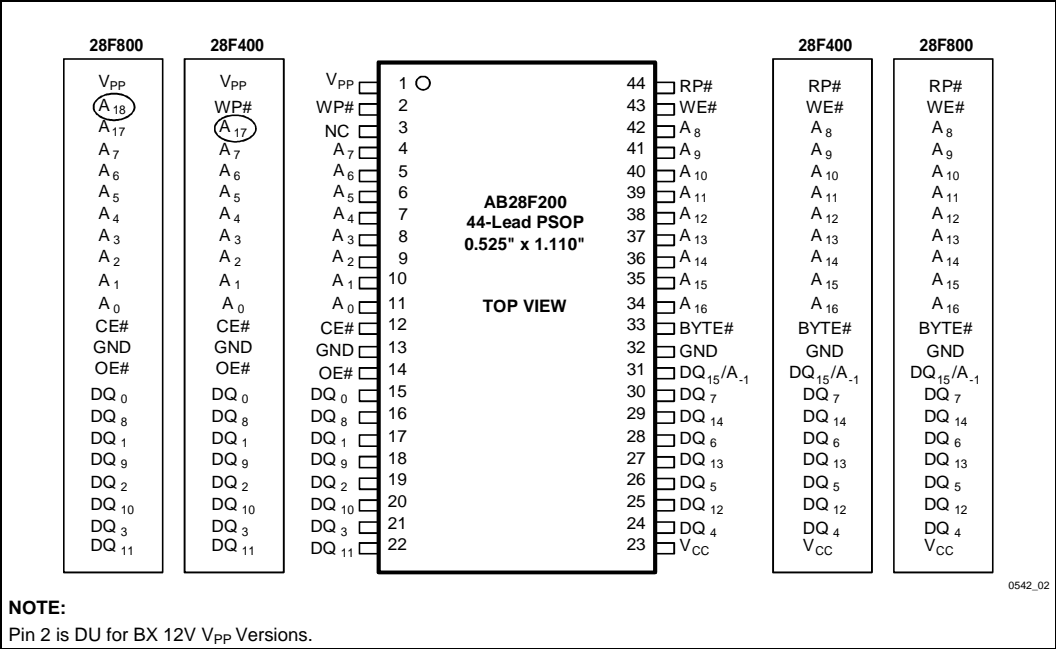 28F800 28F400 28F400 28F800
VPP VPP VPP 1 44 RP# RP# RP#
A18 WP# WP# 2 43 WE# WE# WE#
A17 A17 NC 3 42 A8 A8 A8
A7 A7 A7 4 41 A9 A9 A9
A6 A6 A6 5 40 A10 A10 A10
A5 A5 A5 6 39 A11 A11 A11
A4 A4 A4 7 38 A12 A12 A12
A3 A3 A3 8 37 A13 A13 A13
A2 A2 A2 9 36 A14 A14 A14
A1 A1 A1 10 35 A15 A15 A15
A0 A0 A0 11 34 A16 A16 A16
CE# CE# CE# 12 33 BYTE# BYTE# BYTE#
GND GND GND 13 32 GND GND GND
OE# OE# OE# 14 31 DQ15/A-1 DQ15/A-1 DQ15/A-1
DQ0 DQ0 DQ0 15 30 DQ7 DQ7 DQ7
DQ8 DQ8 DQ8 16 29 DQ14 DQ14 DQ14
DQ1 DQ1 DQ1 17 28 DQ6 DQ6 DQ6
DQ9 DQ9 DQ9 18 27 DQ13 DQ13 DQ13
DQ2 DQ2 DQ2 19 26 DQ5 DQ5 DQ5
DQ10 DQ10 DQ10 20 25 DQ12 DQ12 DQ12
DQ3 DQ3 DQ3 21 24 DQ4 DQ4 DQ4
DQ11 DQ11 DQ11 22 23 VCC VCC VCC
AB28F200
44-Lead PSOP
0.525" x 1.110"
TOP VIEW
0542_02
NOTE:
Pin 2 is DU for BX 12V VPP Versions.